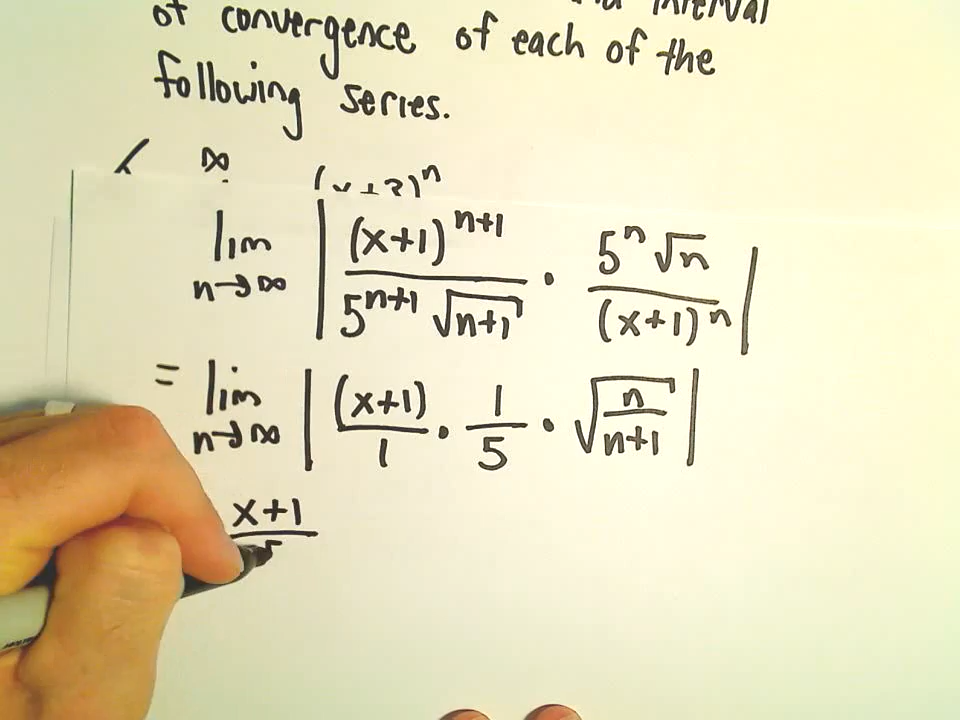 interval
of convergence of each of the
following series.
∞ (x+?)^n
lim n→∞ | (x+1)^{n+1} / 5^{n+1} √(n+1) · 5^n √n / (x+1)^n |
= lim n→∞ | (x+1)/1 · 1/5 · √(n/(n+1)) |
x+1